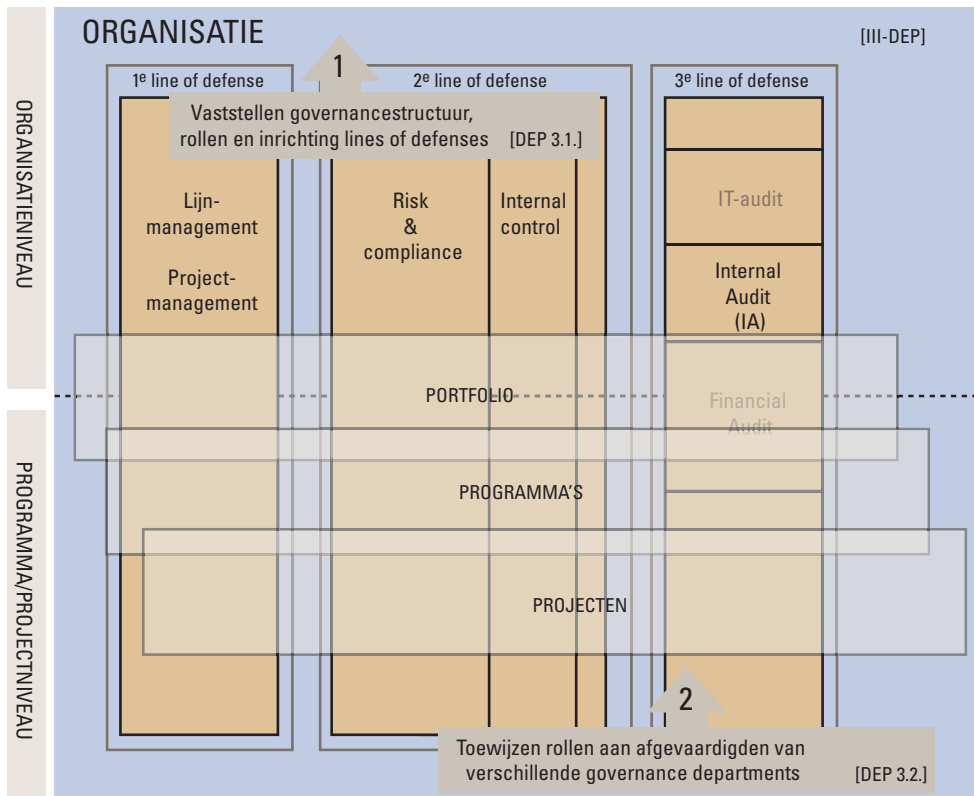 ORGANISATIE
[III-DEP]
1e line of defense
1
2e line of defense
3e line of defense
Vaststellen governancestructuur,
rollen en inrichting lines of defenses [DEP 3.1.]
ORGANISATIENIVEAU
Lijn-
management
Project-
management
Risk
&
compliance
Internal
control
IT-audit
Internal
Audit
(IA)
PORTFOLIO
Financial
Audit
PROGRAMMA/PROJECTNIVEAU
PROGRAMMA'S
PROJECTEN
2
Toewijzen rollen aan afgevaardigden van
verschillende governance departments [DEP 3.2.]